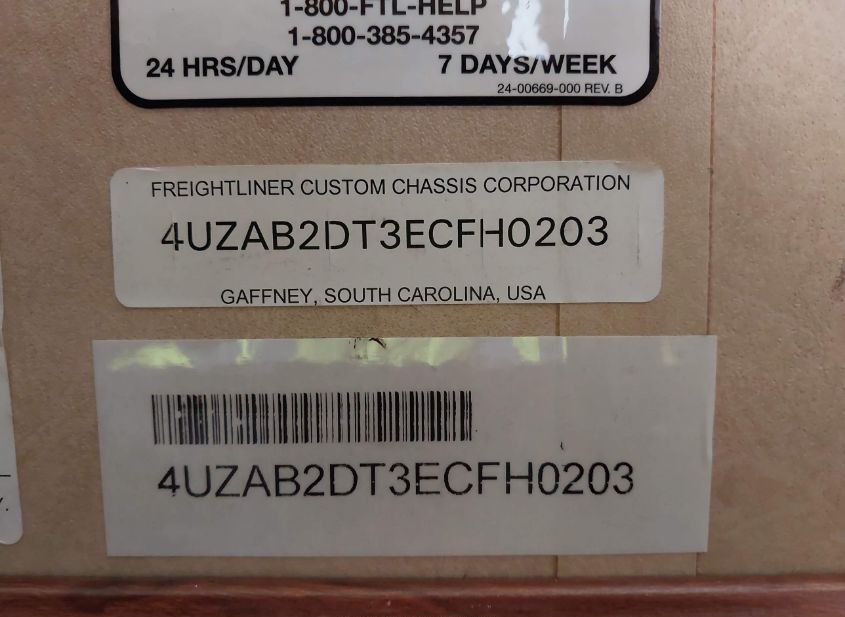 1-800-FTL-HELP
1-800-385-4357
24 HRS/DAY 7 DAYS/WEEK
24-00669-000 REV. B
FREIGHTLINER CUSTOM CHASSIS CORPORATION
4UZAB2DT3ECFH0203
GAFFNEY, SOUTH CAROLINA, USA
4UZAB2DT3ECFH0203